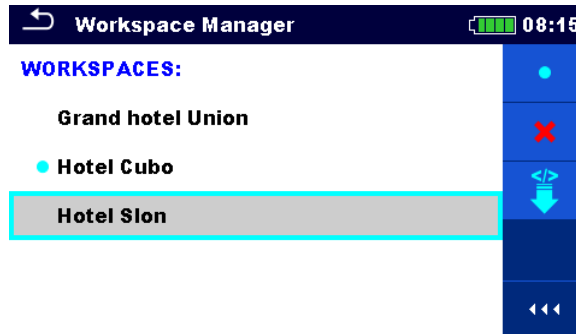 Workspace Manager 08:15
WORKSPACES:
Grand hotel Union
Hotel Cubo
Hotel Slon
</>